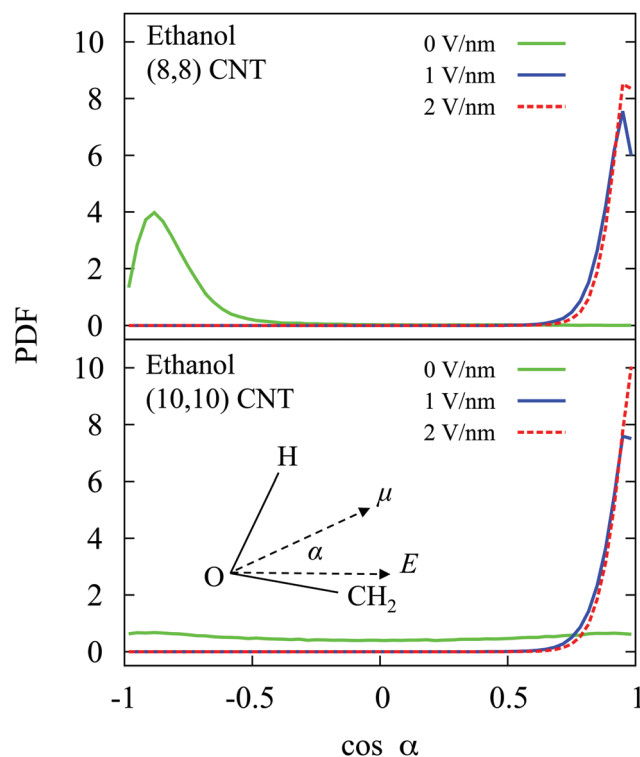 10
8
6
4
2
0
Ethanol
(8,8) CNT
0 V/nm
1 V/nm
2 V/nm
PDF
10
8
6
4
2
0
Ethanol
(10,10) CNT
0 V/nm
1 V/nm
2 V/nm
H
μ
α
O
E
CH₂
-1 -0.5 0 0.5 1
cos α